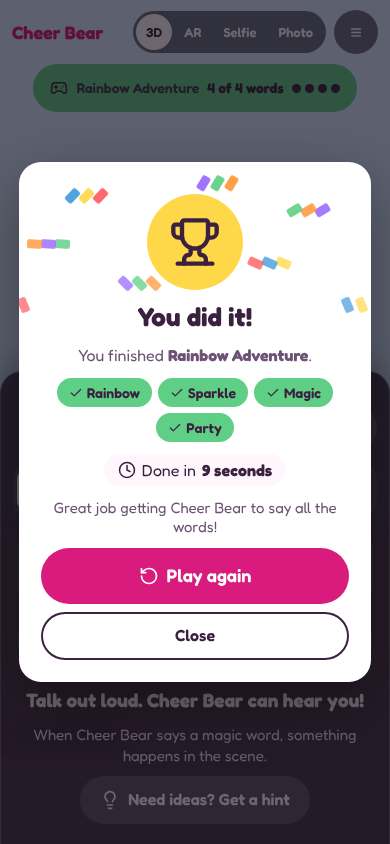 Cheer Bear
3D AR Selfie Photo
Rainbow Adventure 4 of 4 words
You did it!
You finished Rainbow Adventure.
Rainbow Sparkle Magic
Party
Done in 9 seconds
Great job getting Cheer Bear to say all the
words!
Play again
Close
Talk out loud. Cheer Bear can hear you!
When Cheer Bear says a magic word, something
happens in the scene.
Need ideas? Get a hint